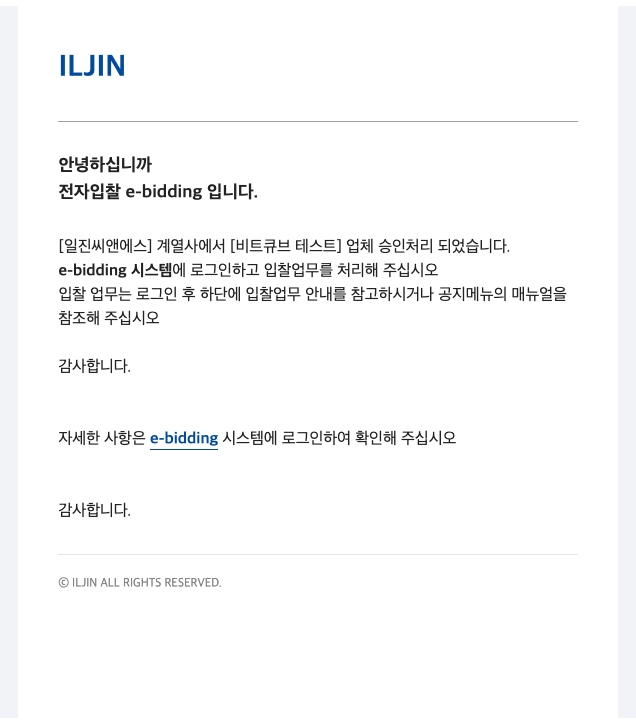 ILJIN
안녕하십니까
전자입찰 e-bidding 입니다.
[일진씨앤에스] 계열사에서 [비트큐브 테스트] 업체 승인처리 되었습니다.
e-bidding 시스템에 로그인하고 입찰업무를 처리해 주십시오
입찰 업무는 로그인 후 하단에 입찰업무 안내를 참고하시거나 공지메뉴의 매뉴얼을
참조해 주십시오
감사합니다.
자세한 사항은 e-bidding 시스템에 로그인하여 확인해 주십시오
감사합니다.
ⓒ ILJIN ALL RIGHTS RESERVED.